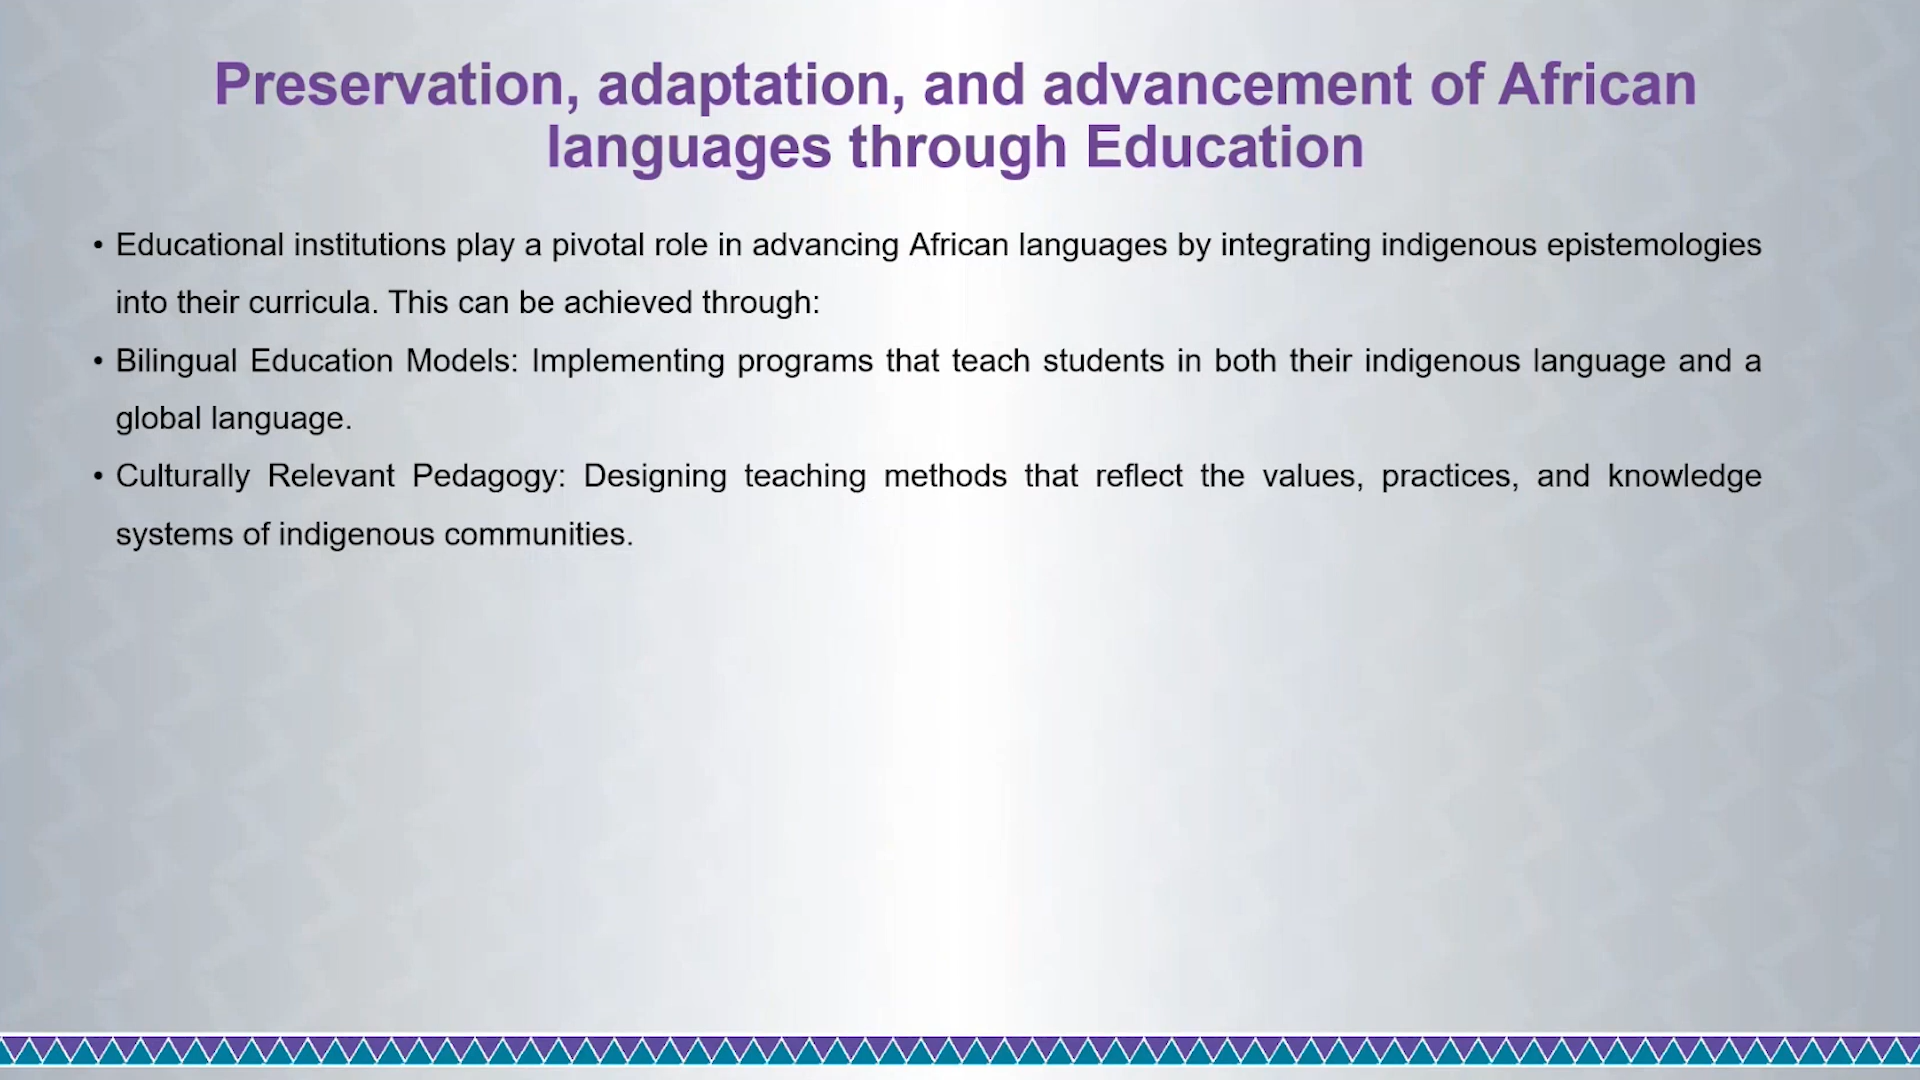 Preservation, adaptation, and advancement of African
languages through Education
• Educational institutions play a pivotal role in advancing African languages by integrating indigenous epistemologies
into their curricula. This can be achieved through:
• Bilingual Education Models: Implementing programs that teach students in both their indigenous language and a
global language.
• Culturally Relevant Pedagogy: Designing teaching methods that reflect the values, practices, and knowledge
systems of indigenous communities.